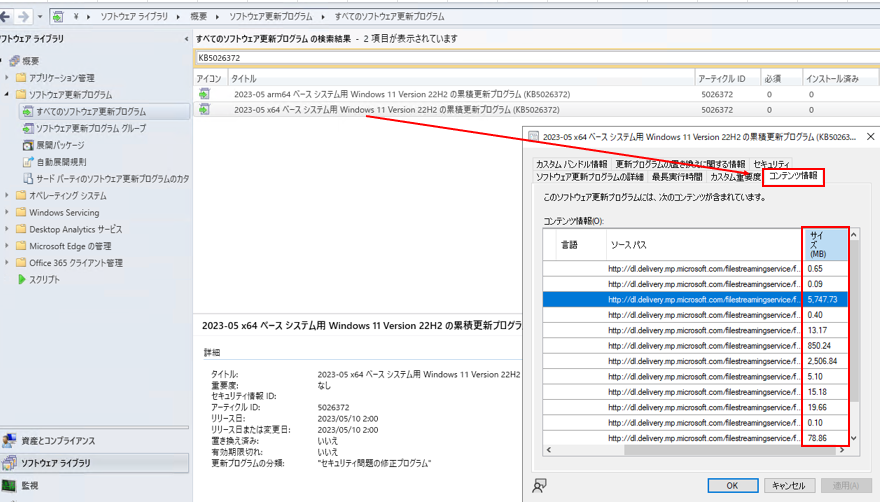 ¥ ▸ ソフトウェア ライブラリ ▸ 概要 ▸ ソフトウェア更新プログラム ▸ すべてのソフトウェア更新プログラム
ソフトウェア ライブラリ
概要
アプリケーション管理
ソフトウェア更新プログラム
すべてのソフトウェア更新プログラム
ソフトウェア更新プログラム グループ
展開パッケージ
自動展開規則
サード パーティのソフトウェア更新プログラムのカタ
オペレーティング システム
Windows Servicing
Desktop Analytics サービス
Microsoft Edge の管理
Office 365 クライアント管理
スクリプト
資産とコンプライアンス
ソフトウェア ライブラリ
監視
すべてのソフトウェア更新プログラム の検索結果 - 2 項目が表示されています
KB5026372
アイコン タイトル アーティクル ID 必須 インストール済み
2023-05 arm64 ベース システム用 Windows 11 Version 22H2 の累積更新プログラム (KB5026372) 5026372 0 0
2023-05 x64 ベース システム用 Windows 11 Version 22H2 の累積更新プログラム (KB5026372) 5026372 0 0
2023-05 x64 ベース システム用 Windows 11 Version 22H2 の累積更新プログラ
詳細
タイトル: 2023-05 x64 ベース システム用 Windows 11 Version 22H2
重要度: なし
セキュリティ情報 ID:
アーティクル ID: 5026372
リリース日: 2023/05/10 2:00
リリース日または変更日: 2023/05/10 2:00
置き換え済み: いいえ
有効期限切れ: いいえ
更新プログラムの分類: "セキュリティ問題の修正プログラム"
2023-05 x64 ベース システム用 Windows 11 Version 22H2 の累積更新プログラム (KB50263...
カスタム バンドル情報 更新プログラムの置き換えに関する情報 セキュリティ
ソフトウェア更新プログラムの詳細 最長実行時間 カスタム重要度 コンテンツ情報
このソフトウェア更新プログラムには、次のコンテンツが含まれています。
コンテンツ情報(O):
言語 ソース パス サイズ (MB)
http://dl.delivery.mp.microsoft.com/filestreamingservice/f... 0.65
http://dl.delivery.mp.microsoft.com/filestreamingservice/f... 0.09
http://dl.delivery.mp.microsoft.com/filestreamingservice/f... 5,747.73
http://dl.delivery.mp.microsoft.com/filestreamingservice/f... 0.40
http://dl.delivery.mp.microsoft.com/filestreamingservice/f... 13.17
http://dl.delivery.mp.microsoft.com/filestreamingservice/f... 850.24
http://dl.delivery.mp.microsoft.com/filestreamingservice/f... 2,506.84
http://dl.delivery.mp.microsoft.com/filestreamingservice/f... 5.10
http://dl.delivery.mp.microsoft.com/filestreamingservice/f... 15.18
http://dl.delivery.mp.microsoft.com/filestreamingservice/f... 19.66
http://dl.delivery.mp.microsoft.com/filestreamingservice/f... 0.10
http://dl.delivery.mp.microsoft.com/filestreamingservice/f... 78.86
OK キャンセル 適用(A)